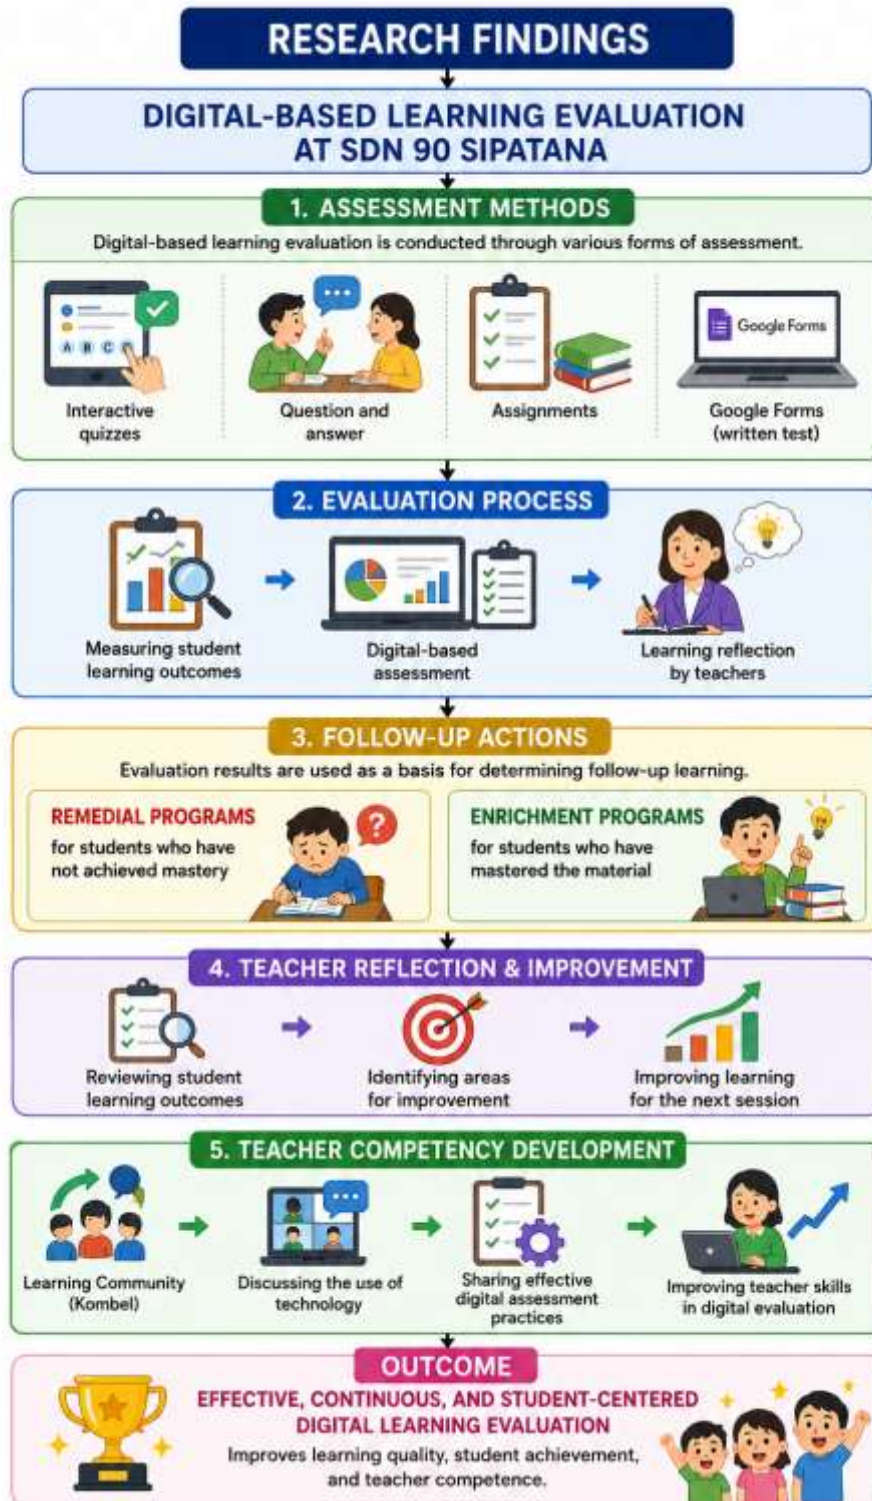 RESEARCH FINDINGS
DIGITAL-BASED LEARNING EVALUATION
AT SDN 90 SIPATANA
1. ASSESSMENT METHODS
Digital-based learning evaluation is conducted through various forms of assessment.
A B C D
Interactive
quizzes
Question and
answer
Assignments
Google Forms
Google Forms
(written test)
2. EVALUATION PROCESS
Measuring student
learning outcomes
Digital-based
assessment
Learning reflection
by teachers
3. FOLLOW-UP ACTIONS
Evaluation results are used as a basis for determining follow-up learning.
REMEDIAL PROGRAMS
for students who have
not achieved mastery
?
ENRICHMENT PROGRAMS
for students who have
mastered the material
4. TEACHER REFLECTION & IMPROVEMENT
Reviewing student
learning outcomes
Identifying areas
for improvement
Improving learning
for the next session
5. TEACHER COMPETENCY DEVELOPMENT
Learning Community
(Kombel)
Discussing the use of
technology
Sharing effective
digital assessment
practices
Improving teacher skills
in digital evaluation
OUTCOME
EFFECTIVE, CONTINUOUS, AND STUDENT-CENTERED
DIGITAL LEARNING EVALUATION
Improves learning quality, student achievement,
and teacher competence.